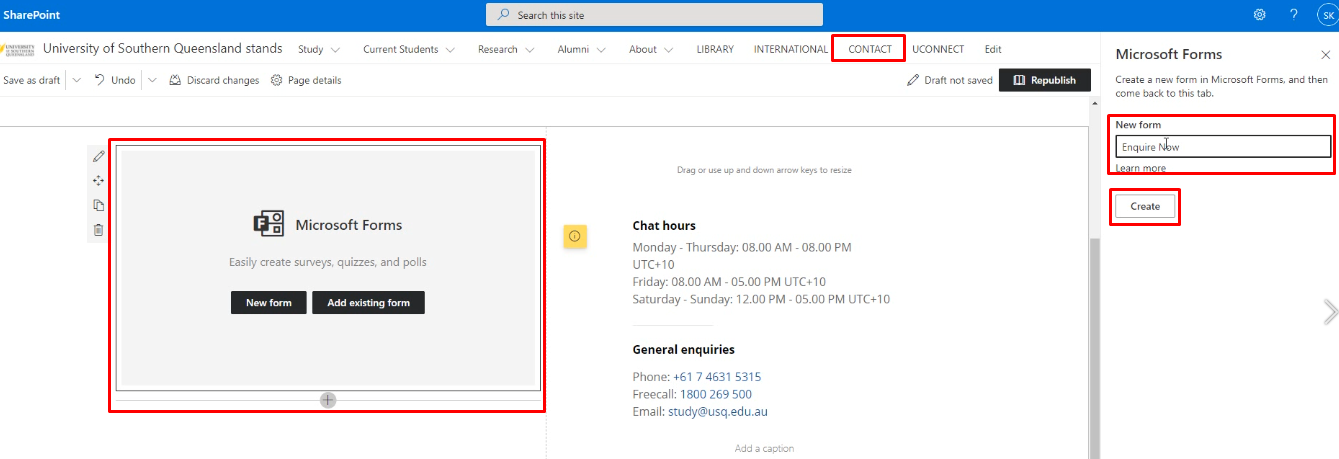 SharePoint
Search this site
?
SK
UNIVERSITY
OF SOUTHERN
QUEENSLAND
University of Southern Queensland stands
Study
Current Students
Research
Alumni
About
LIBRARY
INTERNATIONAL
CONTACT
UCONNECT
Edit
Save as draft
Undo
Discard changes
Page details
Draft not saved
Republish
Microsoft Forms
Easily create surveys, quizzes, and polls
New form
Add existing form
Drag or use up and down arrow keys to resize
Chat hours
Monday - Thursday: 08.00 AM - 08.00 PM
UTC+10
Friday: 08.00 AM - 05.00 PM UTC+10
Saturday - Sunday: 12.00 PM - 05.00 PM UTC+10
General enquiries
Phone: +61 7 4631 5315
Freecall: 1800 269 500
Email: study@usq.edu.au
Add a caption
Microsoft Forms
Create a new form in Microsoft Forms, and then
come back to this tab.
New form
Enquire Now
Learn more
Create